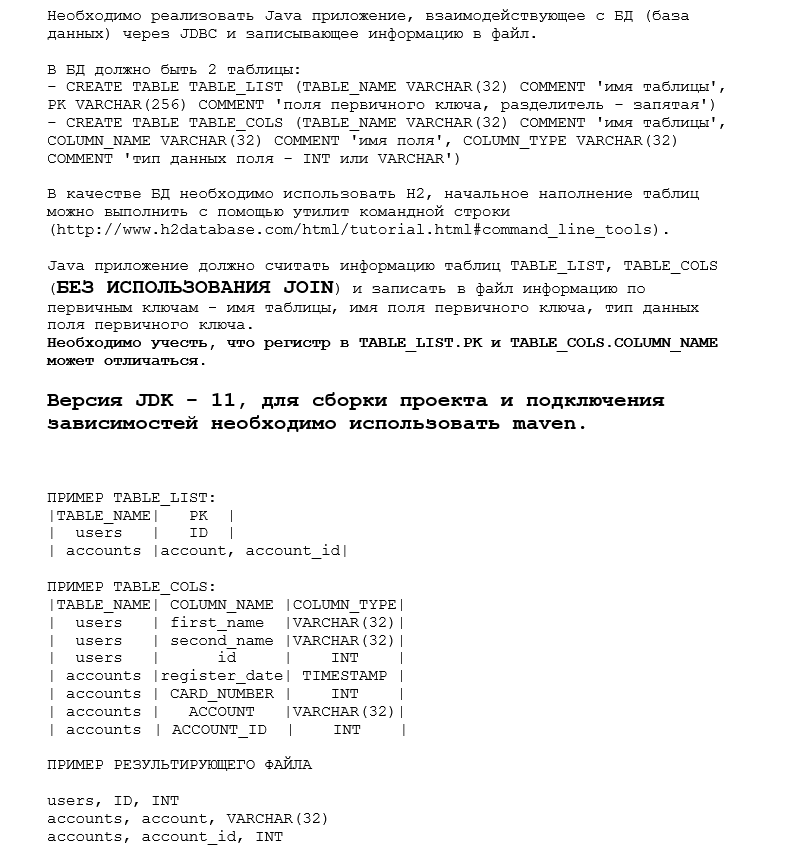 Необходимо реализовать Java приложение, взаимодействующее с БД (база
данных) через JDBC и записывающее информацию в файл.
В БД должно быть 2 таблицы:
- CREATE TABLE TABLE_LIST (TABLE_NAME VARCHAR(32) COMMENT 'имя таблицы',
PK VARCHAR(256) COMMENT 'поля первичного ключа, разделитель - запятая')
- CREATE TABLE TABLE_COLS (TABLE_NAME VARCHAR(32) COMMENT 'имя таблицы',
COLUMN_NAME VARCHAR(32) COMMENT 'имя поля', COLUMN_TYPE VARCHAR(32)
COMMENT 'тип данных поля - INT или VARCHAR')
В качестве БД необходимо использовать H2, начальное наполнение таблиц
можно выполнить с помощью утилит командной строки
(http://www.h2database.com/html/tutorial.html#command_line_tools).
Java приложение должно считать информацию таблиц TABLE_LIST, TABLE_COLS
(БЕЗ ИСПОЛЬЗОВАНИЯ JOIN) и записать в файл информацию по
первичным ключам - имя таблицы, имя поля первичного ключа, тип данных
поля первичного ключа.
Необходимо учесть, что регистр в TABLE_LIST.PK и TABLE_COLS.COLUMN_NAME
может отличаться.
Версия JDK - 11, для сборки проекта и подключения
зависимостей необходимо использовать maven.
ПРИМЕР TABLE_LIST:
|TABLE_NAME|   PK  |
|  users   |   ID  |
| accounts |account, account_id|
ПРИМЕР TABLE_COLS:
|TABLE_NAME| COLUMN_NAME |COLUMN_TYPE|
|  users   | first_name  |VARCHAR(32)|
|  users   | second_name |VARCHAR(32)|
|  users   |      id     |    INT    |
| accounts |register_date| TIMESTAMP |
| accounts | CARD_NUMBER |    INT    |
| accounts |   ACCOUNT   |VARCHAR(32)|
| accounts | ACCOUNT_ID  |    INT    |
ПРИМЕР РЕЗУЛЬТИРУЮЩЕГО ФАЙЛА
users, ID, INT
accounts, account, VARCHAR(32)
accounts, account_id, INT